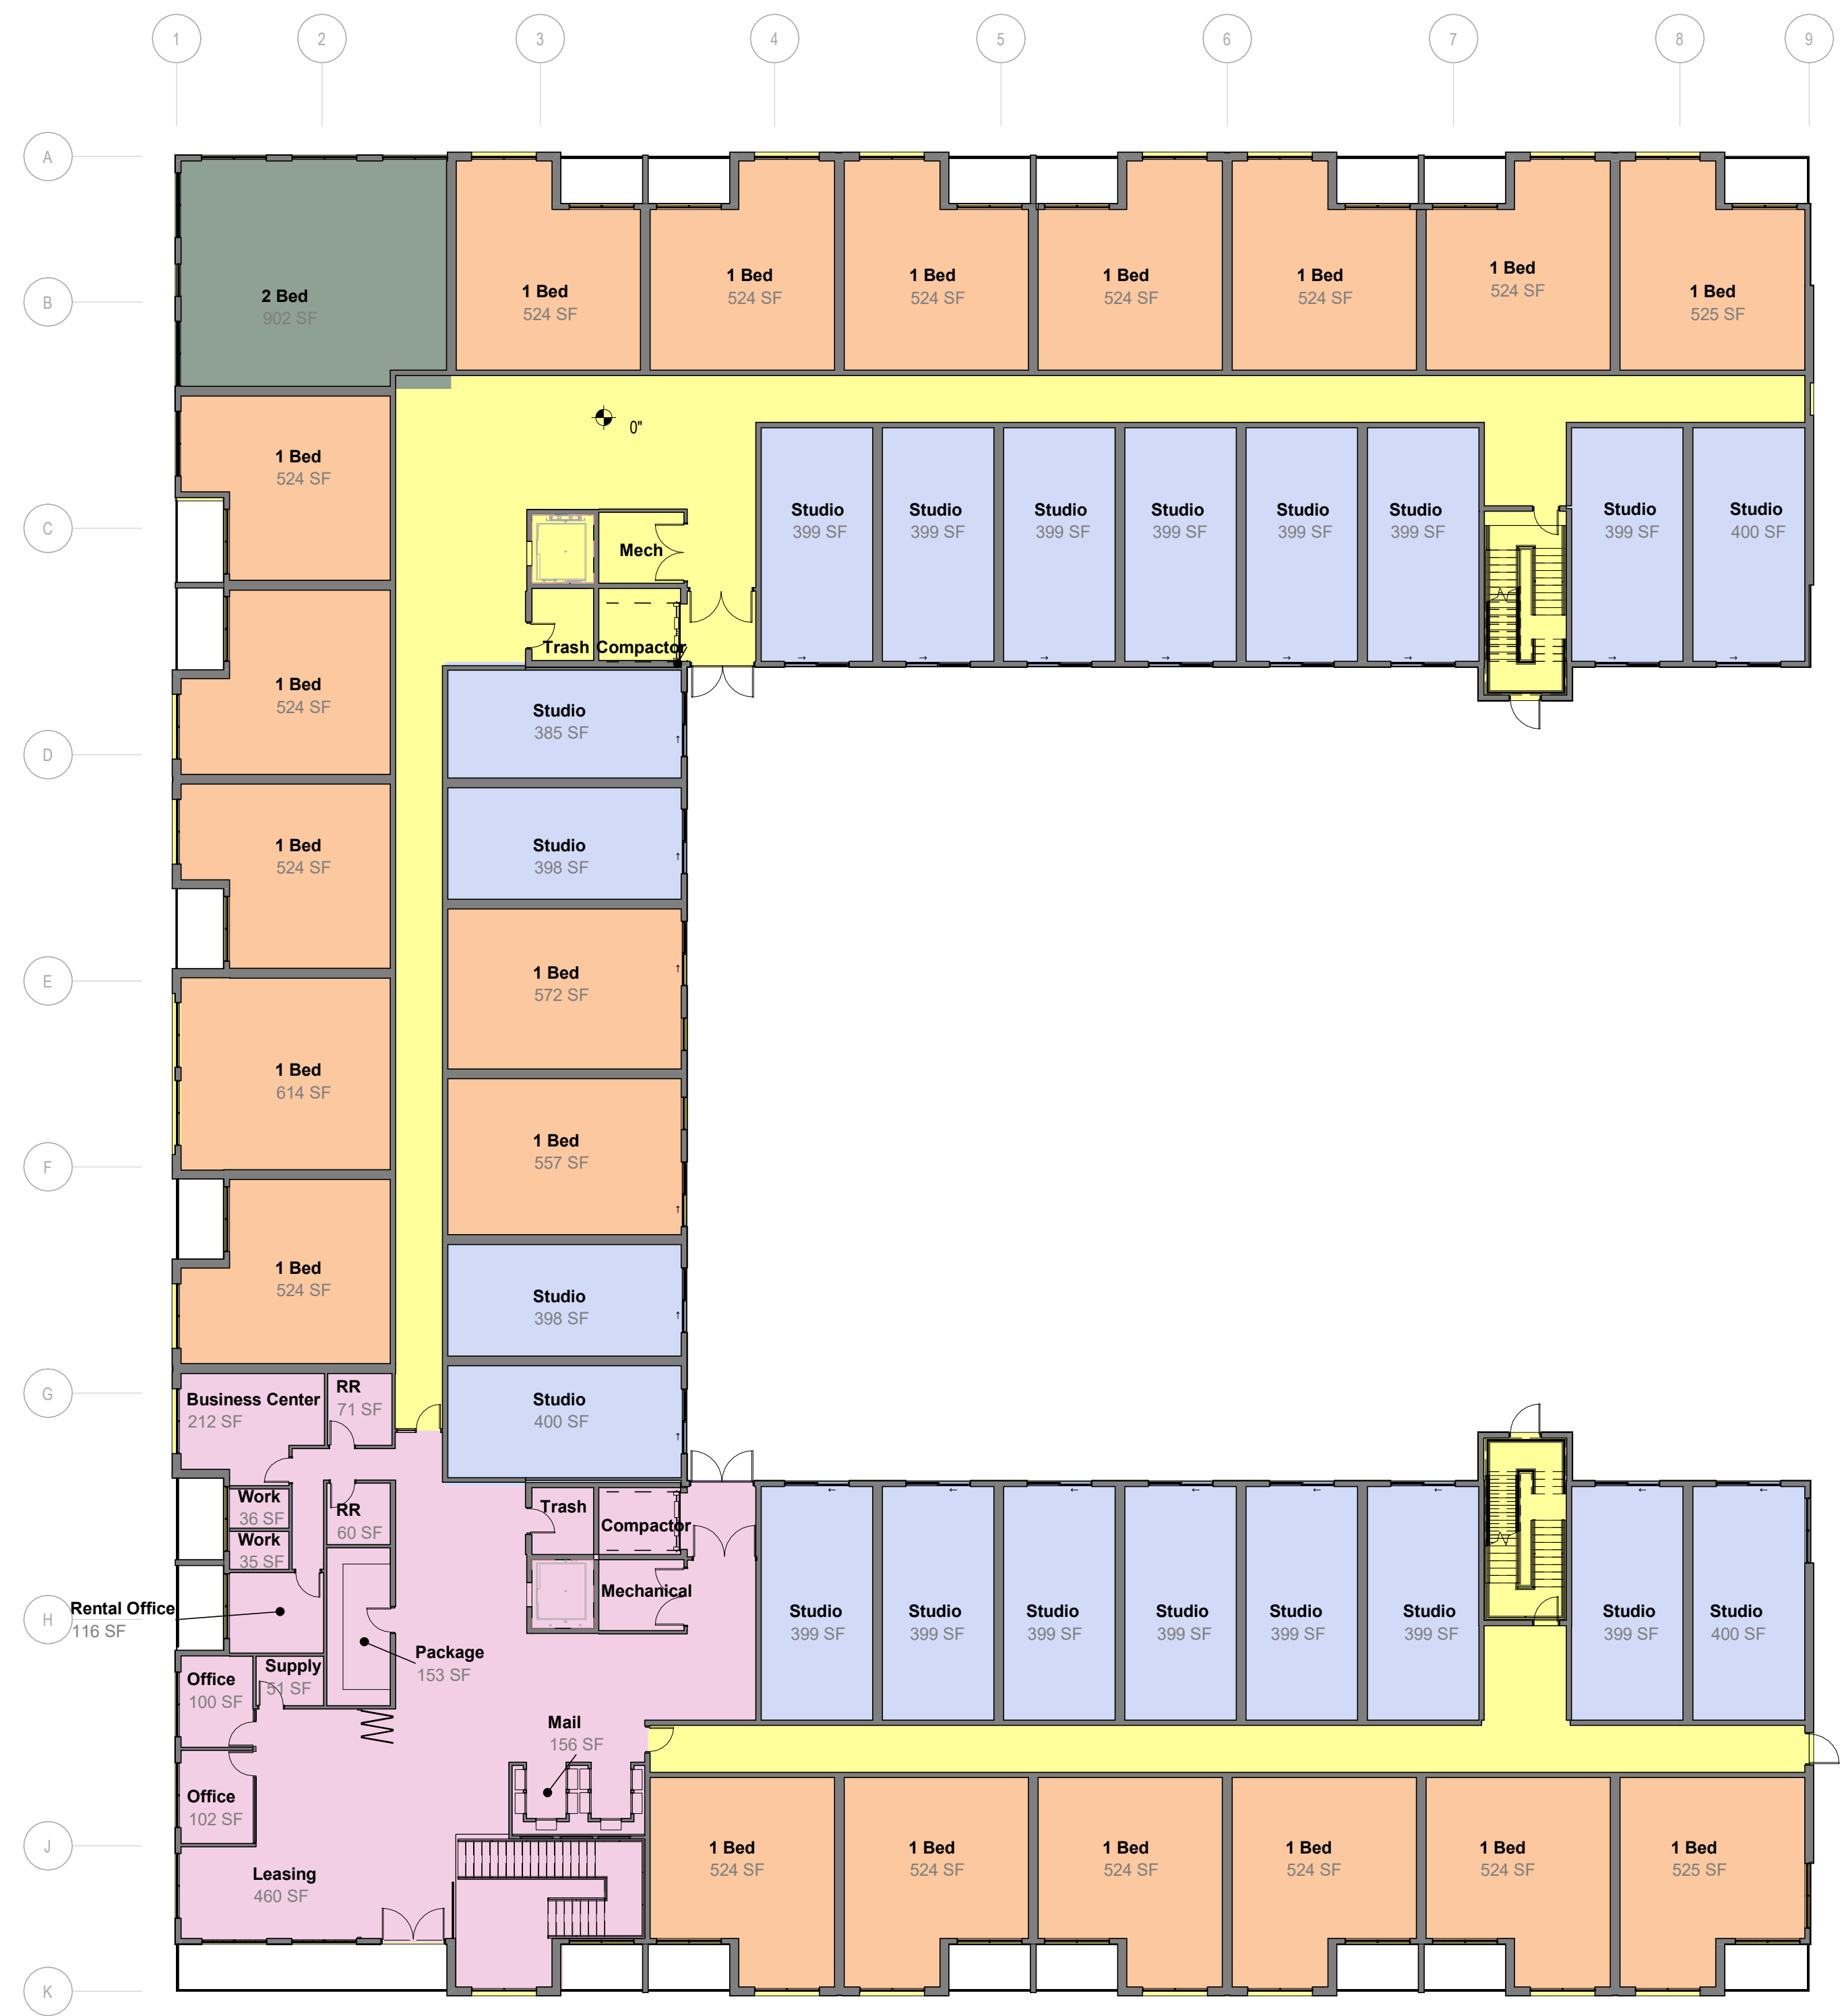 1
2
3
4
5
6
7
8
9
A
B
C
D
E
F
G
H
J
K
2 Bed
902 SF
1 Bed
524 SF
1 Bed
524 SF
1 Bed
524 SF
1 Bed
524 SF
1 Bed
524 SF
1 Bed
524 SF
1 Bed
525 SF
0"
1 Bed
524 SF
Mech
Trash
Compactor
Studio
399 SF
Studio
399 SF
Studio
399 SF
Studio
399 SF
Studio
399 SF
Studio
399 SF
Studio
399 SF
Studio
400 SF
1 Bed
524 SF
Studio
385 SF
1 Bed
524 SF
Studio
398 SF
1 Bed
572 SF
1 Bed
614 SF
1 Bed
557 SF
1 Bed
524 SF
Studio
398 SF
Business Center
212 SF
RR
71 SF
Studio
400 SF
Work
36 SF
Work
35 SF
RR
60 SF
Trash
Compactor
Mechanical
Rental Office
116 SF
Package
153 SF
Office
100 SF
Supply
51 SF
Mail
156 SF
Office
102 SF
Leasing
460 SF
Studio
399 SF
Studio
399 SF
Studio
399 SF
Studio
399 SF
Studio
399 SF
Studio
399 SF
Studio
399 SF
Studio
400 SF
1 Bed
524 SF
1 Bed
524 SF
1 Bed
524 SF
1 Bed
524 SF
1 Bed
524 SF
1 Bed
525 SF